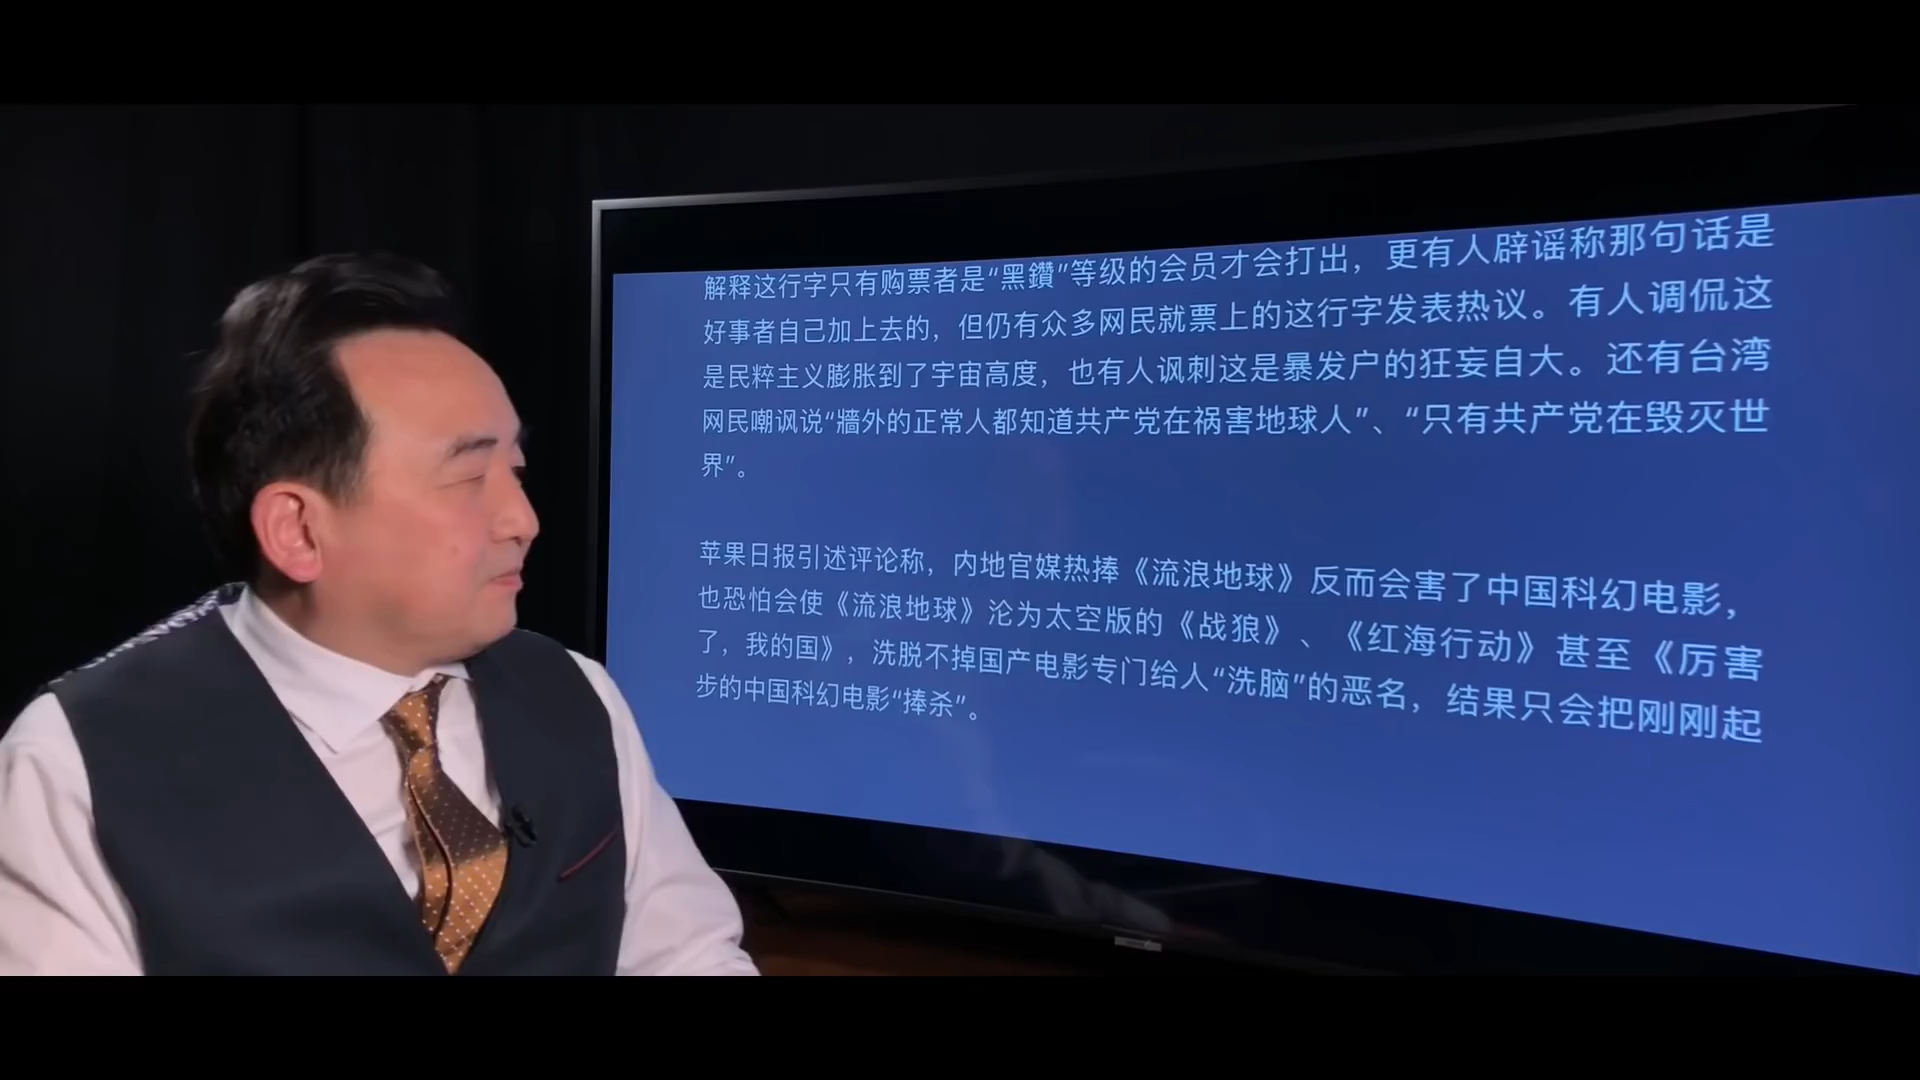 解释这行字只有购票者是“黑鑽”等级的会员才会打出，更有人辟谣称那句话是
好事者自己加上去的，但仍有众多网民就票上的这行字发表热议。有人调侃这
是民粹主义膨胀到了宇宙高度，也有人讽刺这是暴发户的狂妄自大。还有台湾
网民嘲讽说“牆外的正常人都知道共产党在祸害地球人”、“只有共产党在毁灭世
界”。
苹果日报引述评论称，内地官媒热捧《流浪地球》反而会害了中国科幻电影，
也恐怕会使《流浪地球》沦为太空版的《战狼》、《红海行动》甚至《厉害
了，我的国》，洗脱不掉国产电影专门给人“洗脑”的恶名，结果只会把刚刚起
步的中国科幻电影“捧杀”。